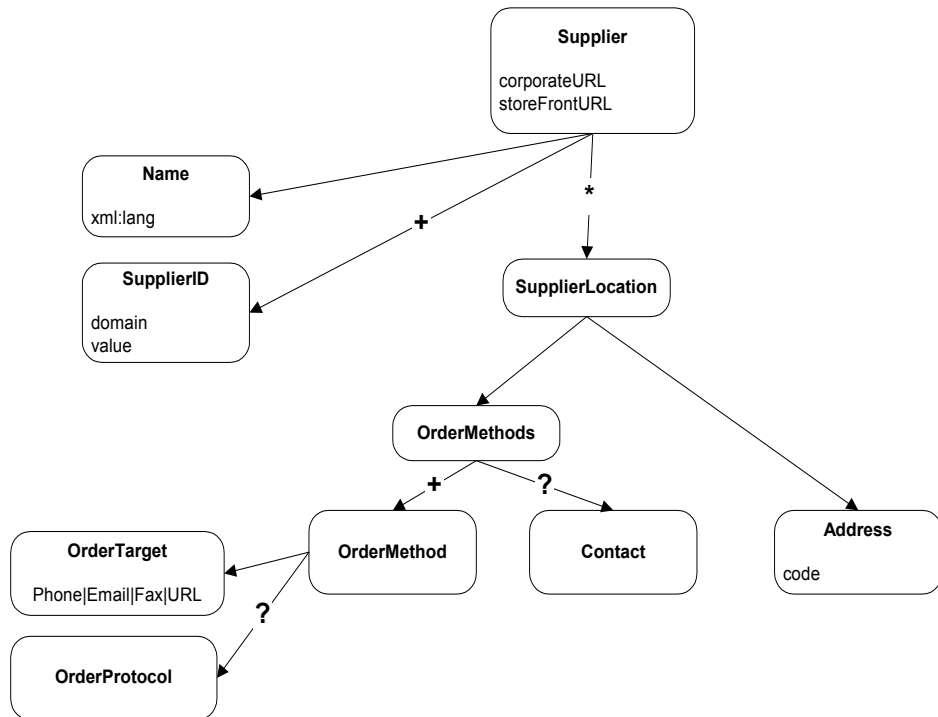 Supplier
corporateURL
storeFrontURL
Name
xml:lang
*
+
SupplierID
domain
value
SupplierLocation
OrderMethods
+
?
OrderTarget
Phone|Email|Fax|URL
OrderMethod
Contact
Address
code
?
OrderProtocol